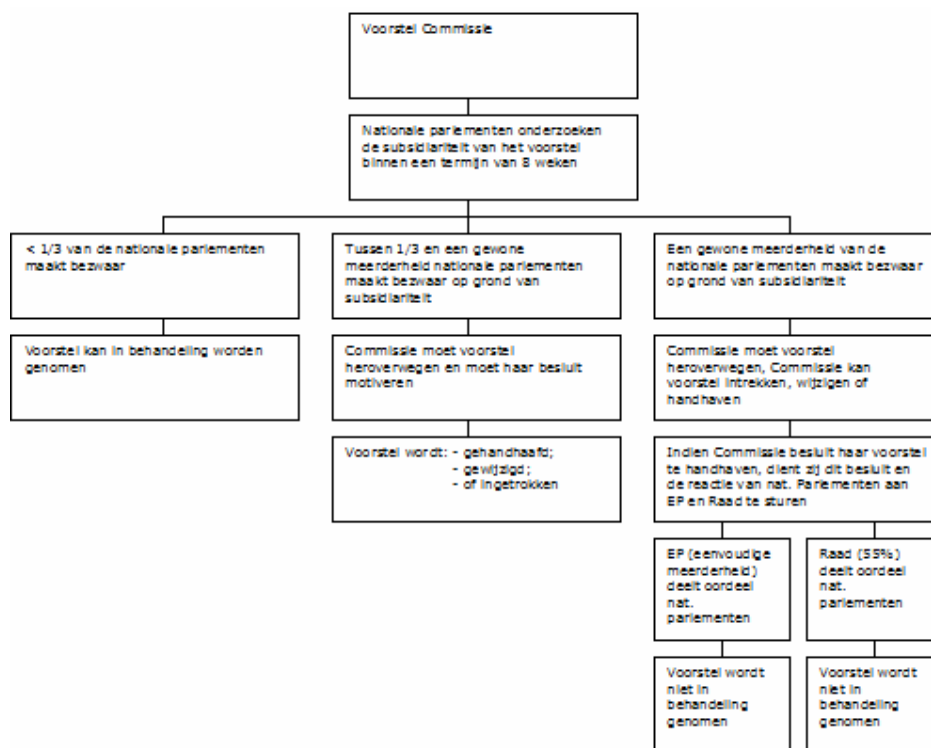 Voorstel Commissie
Nationale parlementen onderzoeken
de subsidiariteit van het voorstel
binnen een termijn van 8 weken
< 1/3 van de nationale parlementen
maakt bezwaar
Tussen 1/3 en een gewone
meerderheid nationale parlementen
maakt bezwaar op grond van
subsidiariteit
Een gewone meerderheid van de
nationale parlementen maakt bezwaar
op grond van subsidiariteit
Voorstel kan in behandeling worden
genomen
Commissie moet voorstel
heroverwegen en moet haar besluit
motiveren
Commissie moet voorstel
heroverwegen, Commissie kan
voorstel intrekken, wijzigen of
handhaven
Voorstel wordt: - gehandhaafd;
- gewijzigd;
- of ingetrokken
Indien Commissie besluit haar voorstel
te handhaven, dient zij dit besluit en
de reactie van nat. Parlementen aan
EP en Raad te sturen
EP (eenvoudige
meerderheid)
deelt oordeel
nat.
parlementen
Raad (55%)
deelt oordeel
nat.
parlementen
Voorstel wordt
niet in
behandeling
genomen
Voorstel wordt
niet in
behandeling
genomen